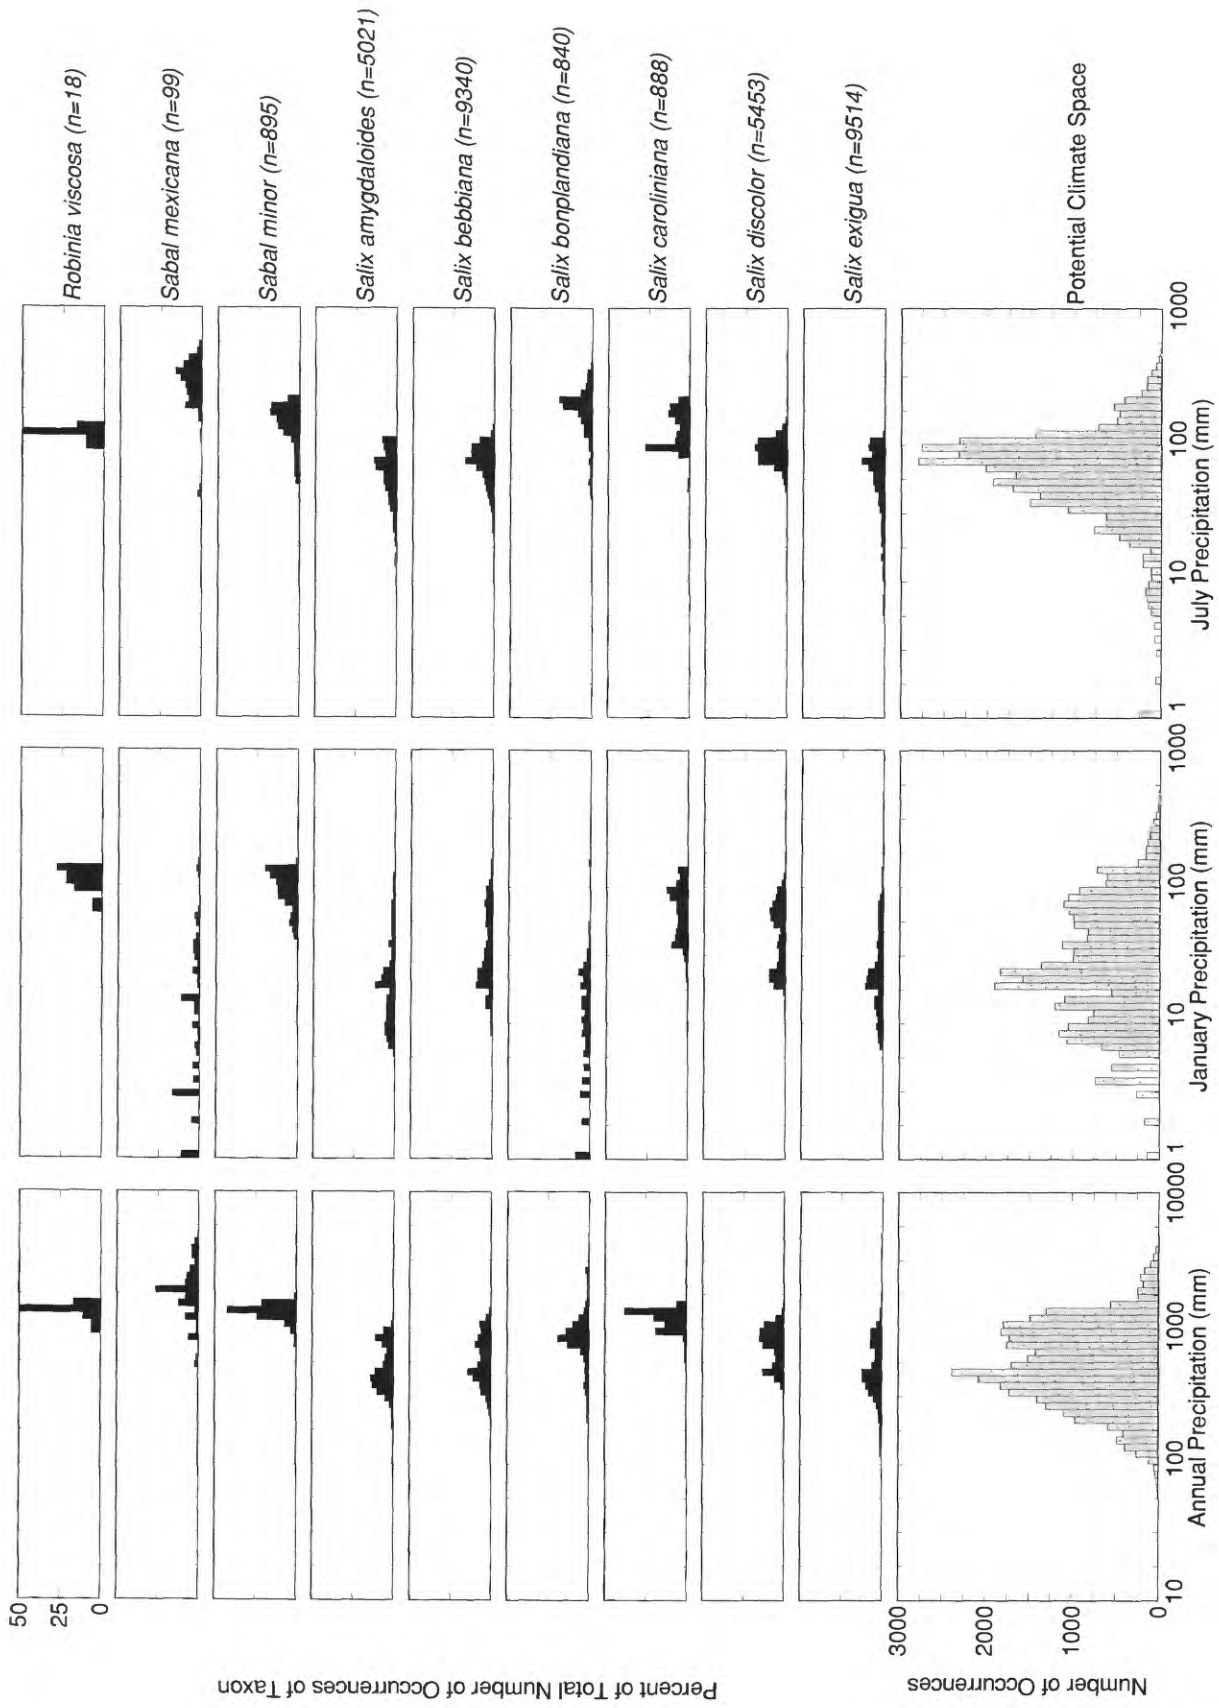 50
25
0
Percent of Total Number of Occurrences of Taxon
Robinia viscosa (n=18)
Sabal mexicana (n=99)
Sabal minor (n=895)
Salix amygdaloides (n=5021)
Salix bebbiana (n=9340)
Salix bonplandiana (n=840)
Salix caroliniana (n=888)
Salix discolor (n=5453)
Salix exigua (n=9514)
Potential Climate Space
3000
2000
1000
0
Number of Occurrences
10 100 1000 10000
Annual Precipitation (mm)
1 10 100 1000
January Precipitation (mm)
1 10 100 1000
July Precipitation (mm)